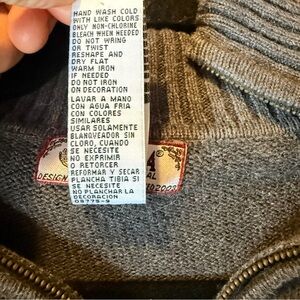 HAND WASH COLD
WITH LIKE COLORS
ONLY NON-CHLORINE
BLEACH WHEN NEEDED
DO NOT WRING
OR TWIST
RESHAPE AND
DRY FLAT
WARM IRON
IF NEEDED
DO NOT IRON
ON DECORATION
LAVAR A MANO
CON AGUA FRIA
CON COLORES
SIMILARES
USAR SOLAMENTE
BLANQUEADOR SIN
CLORO, CUANDO
SE NECESITE
NO EXPRIMIR
O RETORCER
REFORMAR Y SECAR
PLANCHA TIBIA SI
SE NECESITE
NO PLANCHAR LA
DECORACION
08775-9
DESIGN